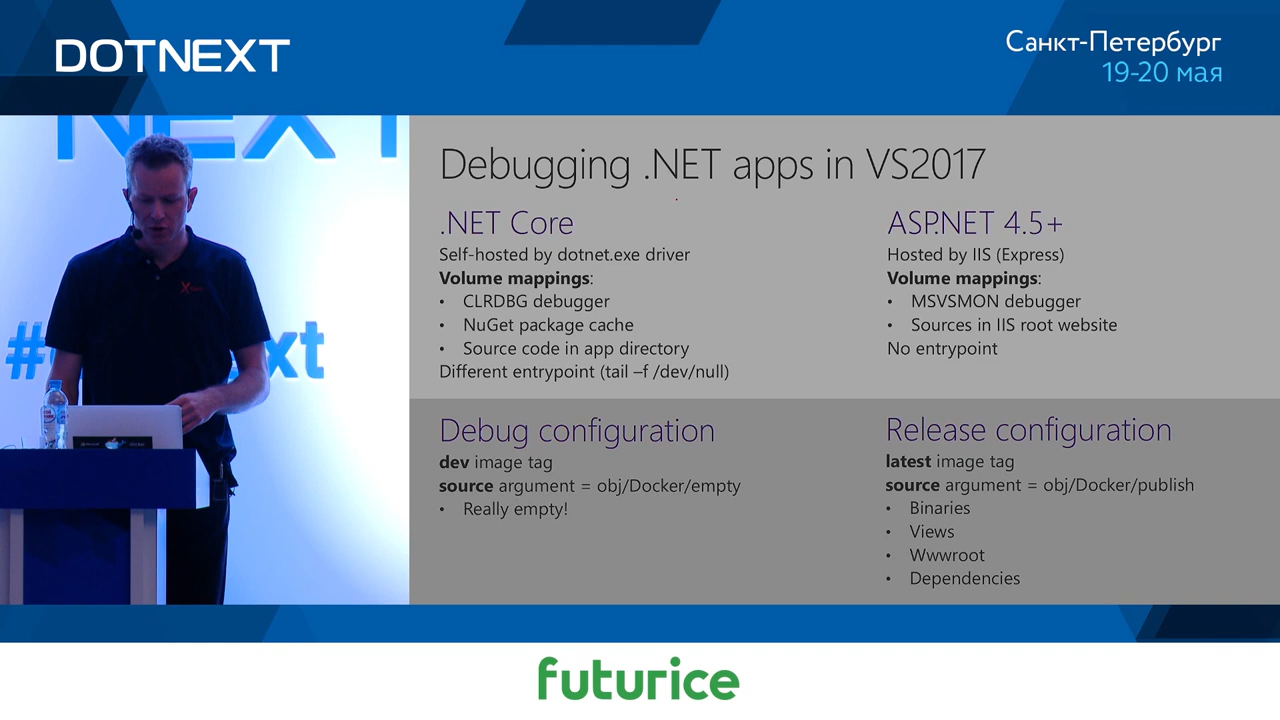 DOTNEXT
Санкт-Петербург
19-20 мая
NEXT
#d xt
Debugging .NET apps in VS2017
.NET Core
Self-hosted by dotnet.exe driver
Volume mappings:
• CLRDBG debugger
• NuGet package cache
• Source code in app directory
Different entrypoint (tail –f /dev/null)
ASP.NET 4.5+
Hosted by IIS (Express)
Volume mappings:
• MSVSMON debugger
• Sources in IIS root website
No entrypoint
Debug configuration
dev image tag
source argument = obj/Docker/empty
• Really empty!
Release configuration
latest image tag
source argument = obj/Docker/publish
• Binaries
• Views
• Wwwroot
• Dependencies
futurice